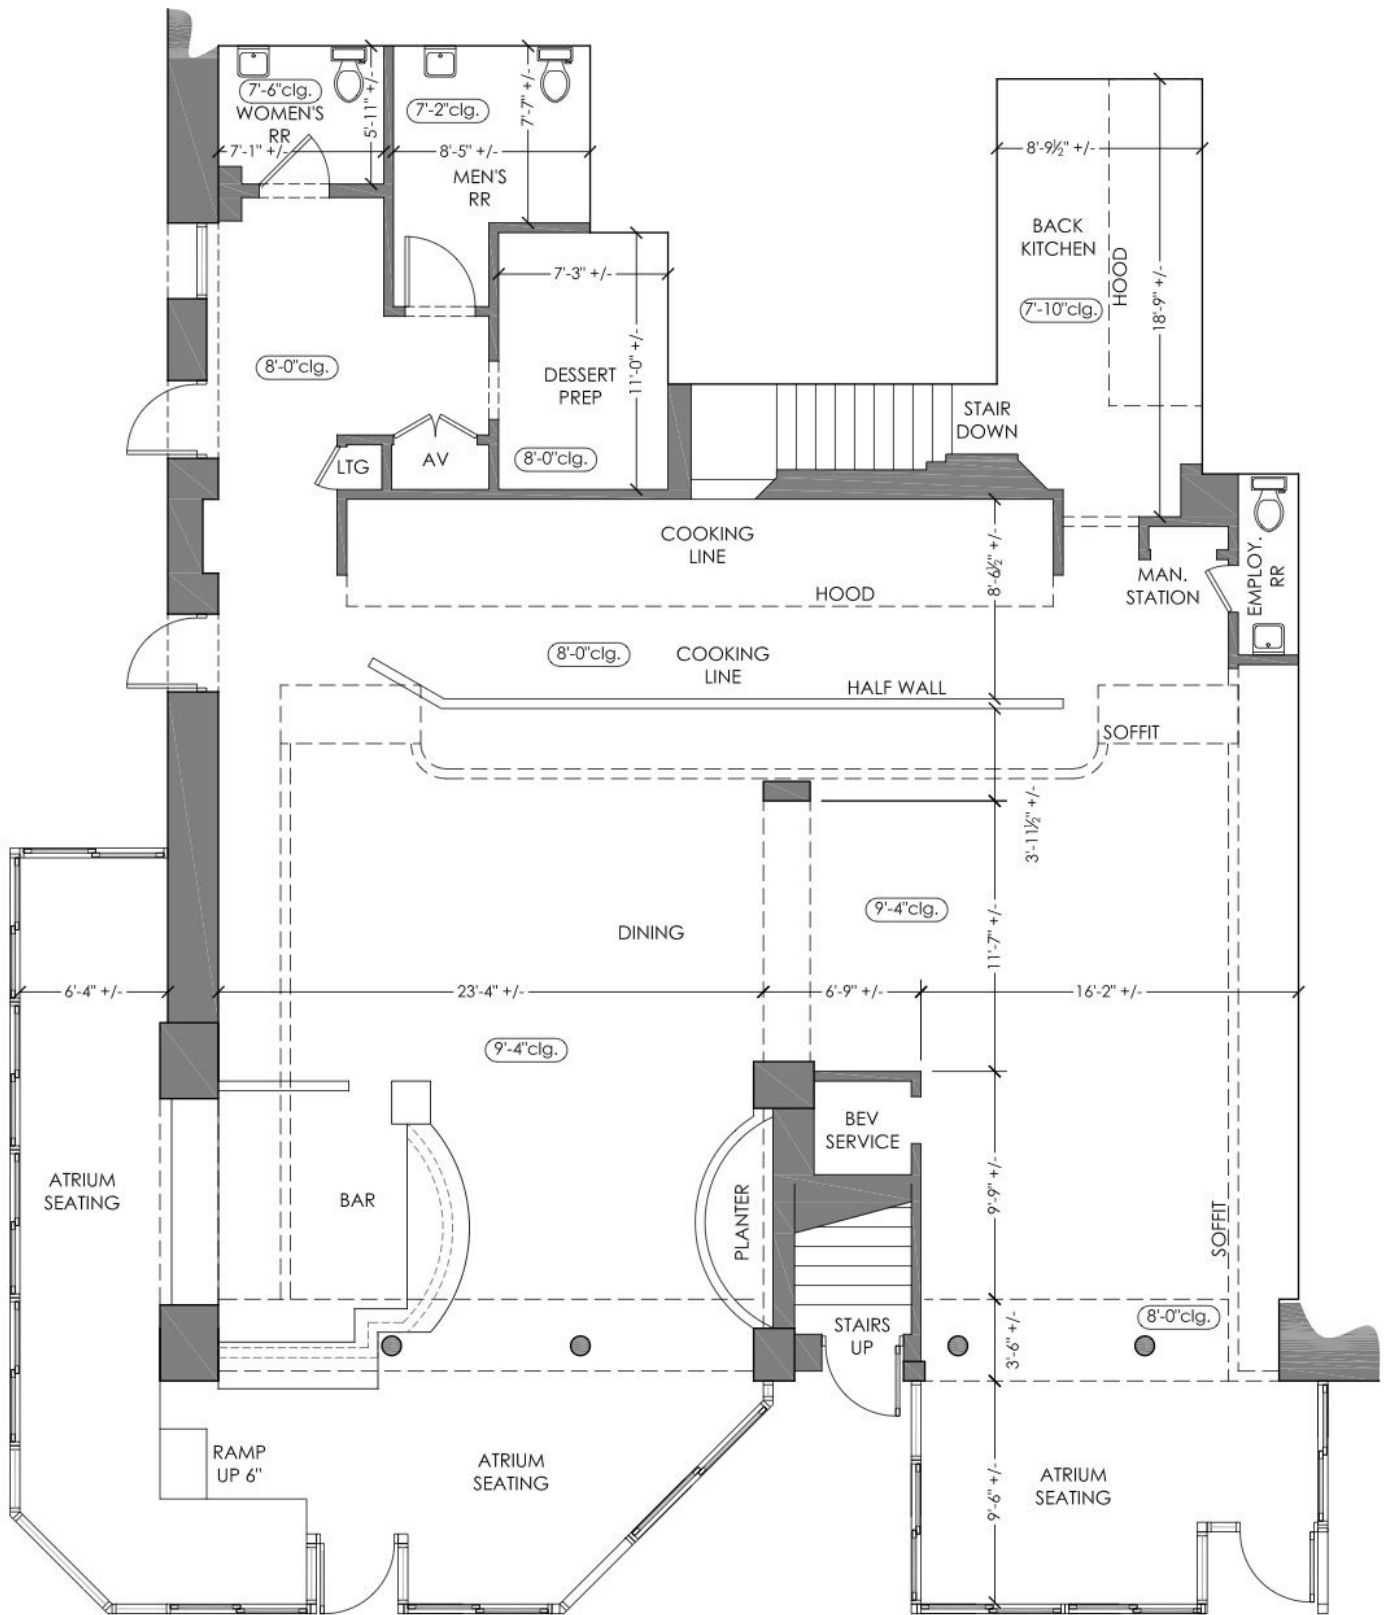 7'-6"clg.
WOMEN'S
RR
5'-11" +/-
7'-1" +/-
7'-2"clg.
7'-7" +/-
8'-5" +/-
MEN'S
RR
8'-9½" +/-
BACK
KITCHEN
HOOD
7'-10"clg.
18'-9" +/-
7'-3" +/-
11'-0" +/-
8'-0"clg.
DESSERT
PREP
8'-0"clg.
STAIR
DOWN
LTG
AV
COOKING
LINE
HOOD
8'-6½" +/-
MAN.
STATION
EMPLOY.
RR
8'-0"clg.
COOKING
LINE
HALF WALL
SOFFIT
3'-11½" +/-
9'-4"clg.
DINING
11'-7" +/-
6'-4" +/-
23'-4" +/-
6'-9" +/-
16'-2" +/-
9'-4"clg.
BEV
SERVICE
ATRIUM
SEATING
BAR
PLANTER
9'-9" +/-
SOFFIT
8'-0"clg.
STAIRS
UP
3'-6" +/-
RAMP
UP 6"
ATRIUM
SEATING
9'-6" +/-
ATRIUM
SEATING